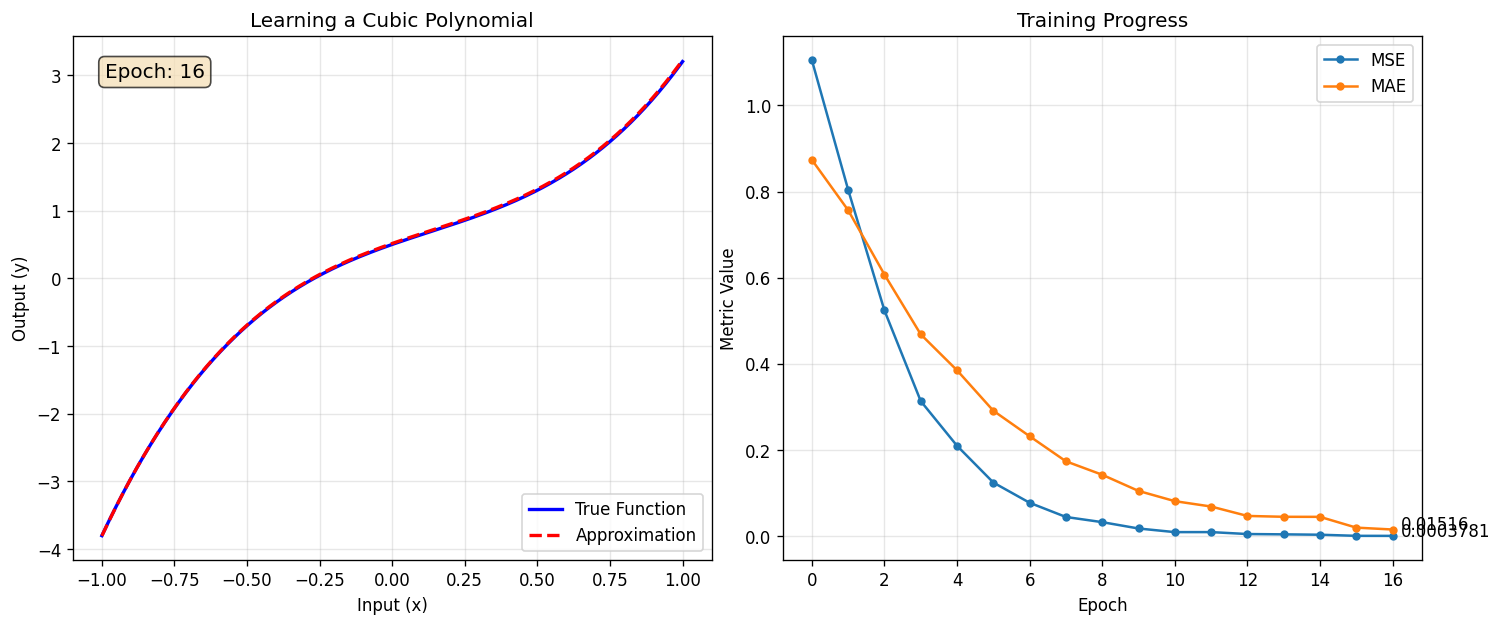 Learning a Cubic Polynomial
Epoch: 16
3
2
1
0
−1
−2
−3
−4
Output (y)
True Function
Approximation
−1.00 −0.75 −0.50 −0.25 0.00 0.25 0.50 0.75 1.00
Input (x)
Training Progress
MSE
MAE
1.0
0.8
0.6
0.4
0.2
0.0
Metric Value
0.01516
0.0003781
0 2 4 6 8 10 12 14 16
Epoch